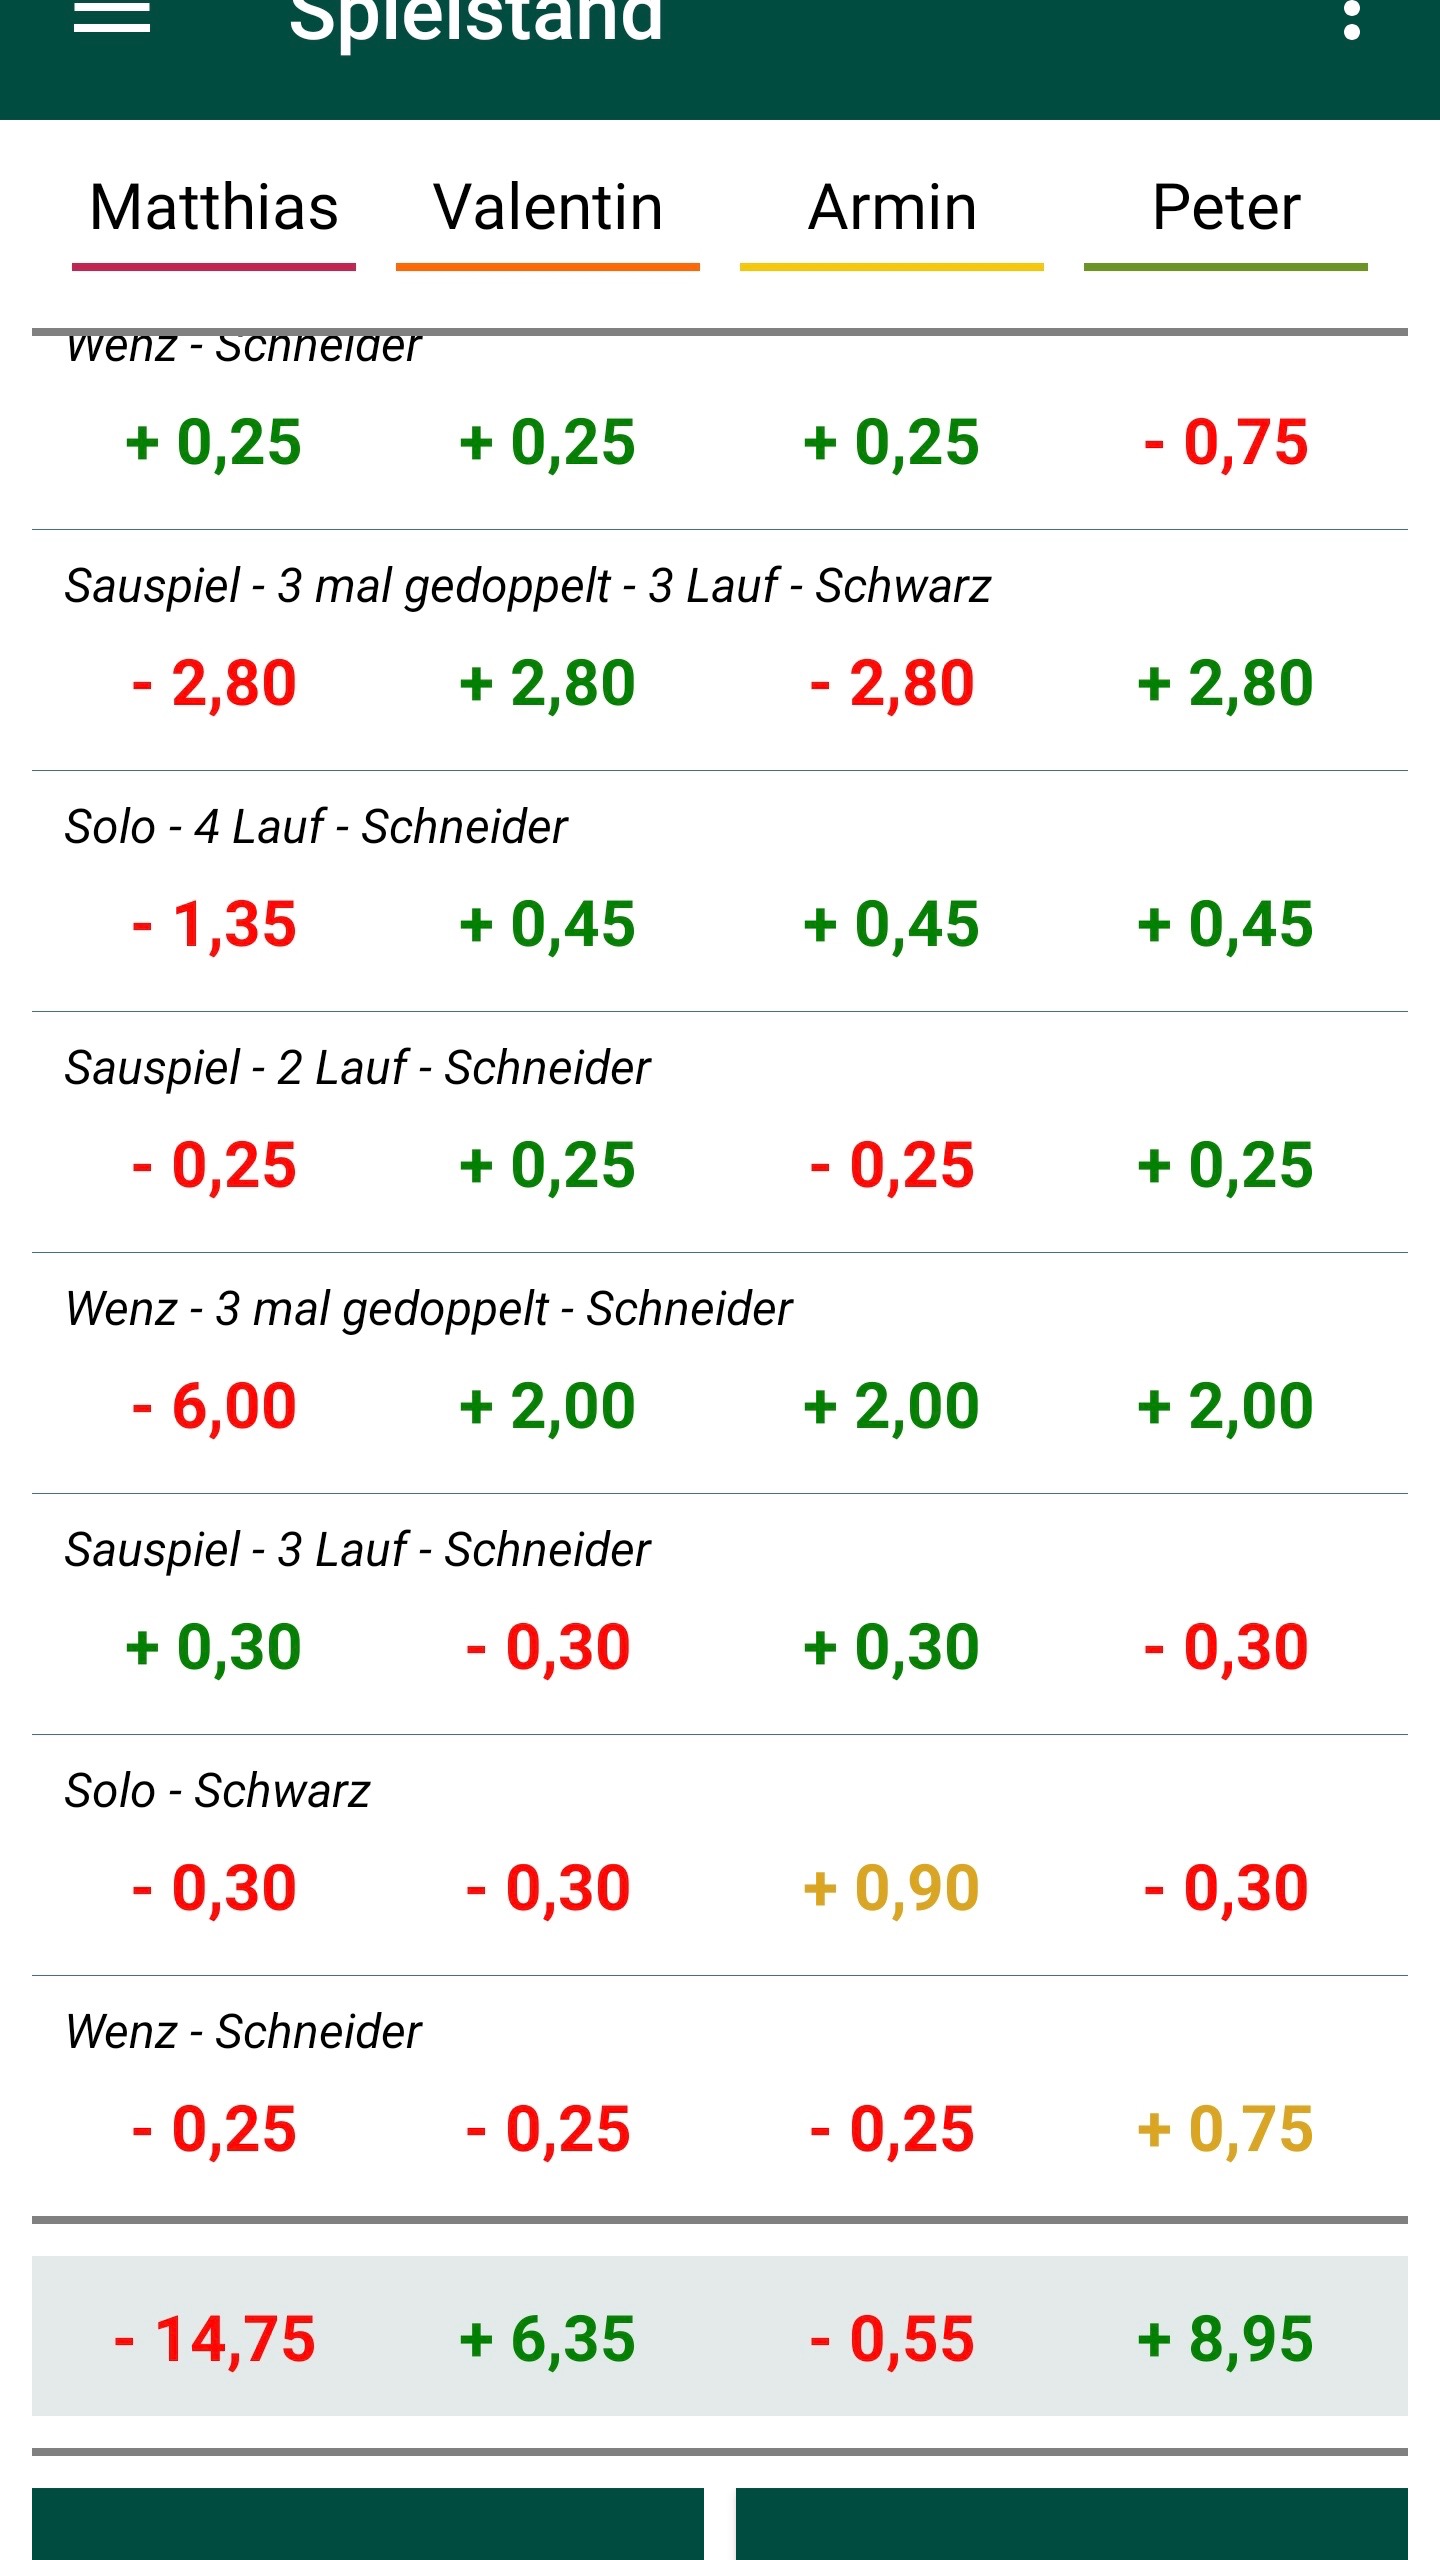 Spielstand
Matthias Valentin Armin Peter
Wenz - Schneider
+ 0,25 + 0,25 + 0,25 - 0,75
Sauspiel - 3 mal gedoppelt - 3 Lauf - Schwarz
- 2,80 + 2,80 - 2,80 + 2,80
Solo - 4 Lauf - Schneider
- 1,35 + 0,45 + 0,45 + 0,45
Sauspiel - 2 Lauf - Schneider
- 0,25 + 0,25 - 0,25 + 0,25
Wenz - 3 mal gedoppelt - Schneider
- 6,00 + 2,00 + 2,00 + 2,00
Sauspiel - 3 Lauf - Schneider
+ 0,30 - 0,30 + 0,30 - 0,30
Solo - Schwarz
- 0,30 - 0,30 + 0,90 - 0,30
Wenz - Schneider
- 0,25 - 0,25 - 0,25 + 0,75
- 14,75 + 6,35 - 0,55 + 8,95